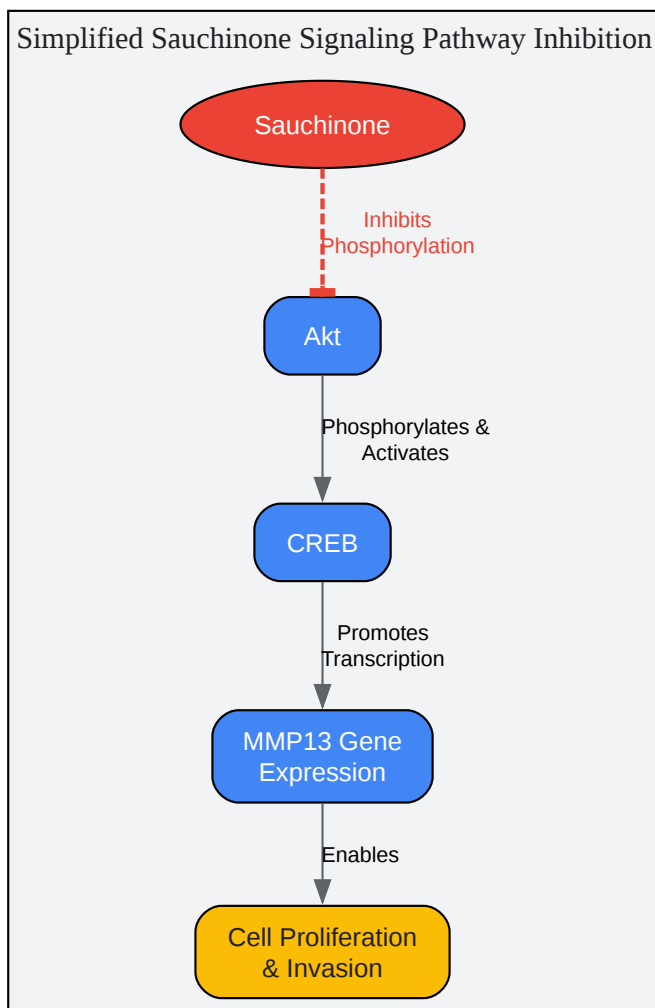 Simplified Sauchinone Signaling Pathway Inhibition
Sauchinone
Inhibits
Phosphorylation
Akt
Phosphorylates &
Activates
CREB
Promotes
Transcription
MMP13 Gene
Expression
Enables
Cell Proliferation
& Invasion